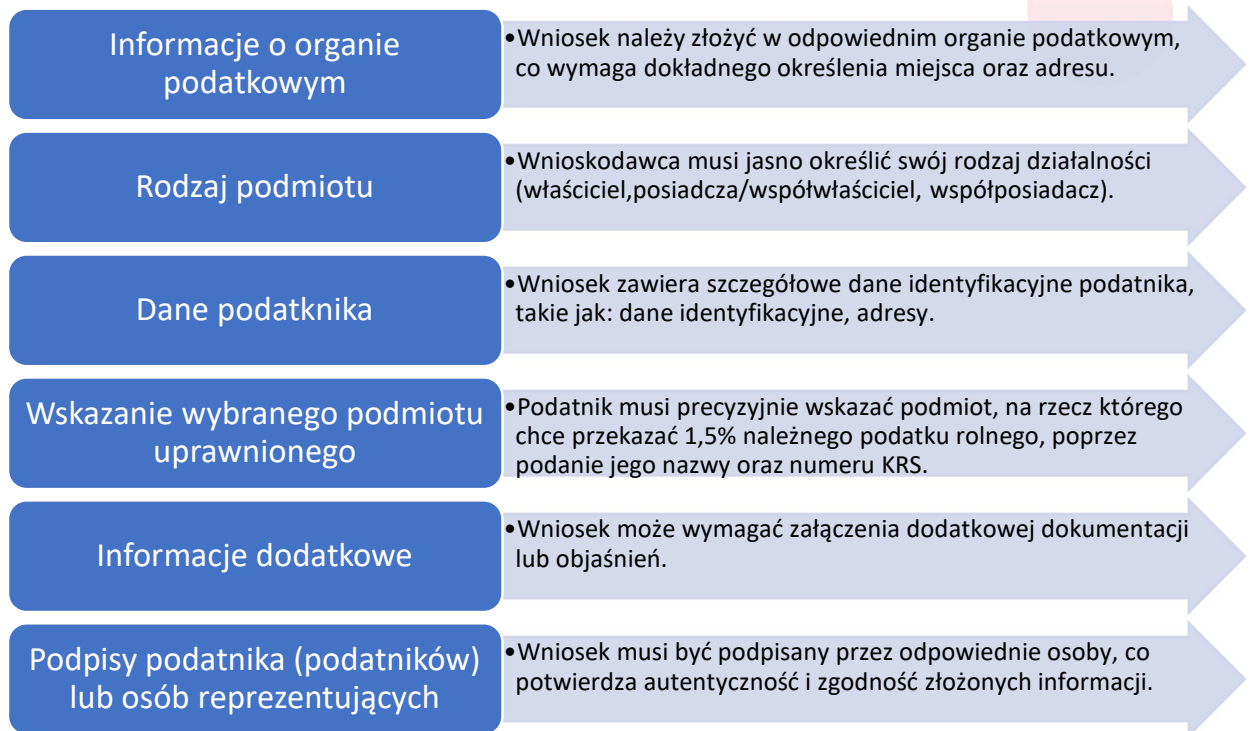 Informacje o organie
podatkowym
•Wniosek należy złożyć w odpowiednim organie podatkowym,
co wymaga dokładnego określenia miejsca oraz adresu.
Rodzaj podmiotu
•Wnioskodawca musi jasno określić swój rodzaj działalności
(właściciel,posiadcza/współwłaściciel, współposiadacz).
Dane podatknika
•Wniosek zawiera szczegółowe dane identyfikacyjne podatnika,
takie jak: dane identyfikacyjne, adresy.
Wskazanie wybranego podmiotu
uprawnionego
•Podatnik musi precyzyjnie wskazać podmiot, na rzecz którego
chce przekazać 1,5% należnego podatku rolnego, poprzez
podanie jego nazwy oraz numeru KRS.
Informacje dodatkowe
•Wniosek może wymagać załączenia dodatkowej dokumentacji
lub objaśnień.
Podpisy podatnika (podatników)
lub osób reprezentujących
•Wniosek musi być podpisany przez odpowiednie osoby, co
potwierdza autentyczność i zgodność złożonych informacji.